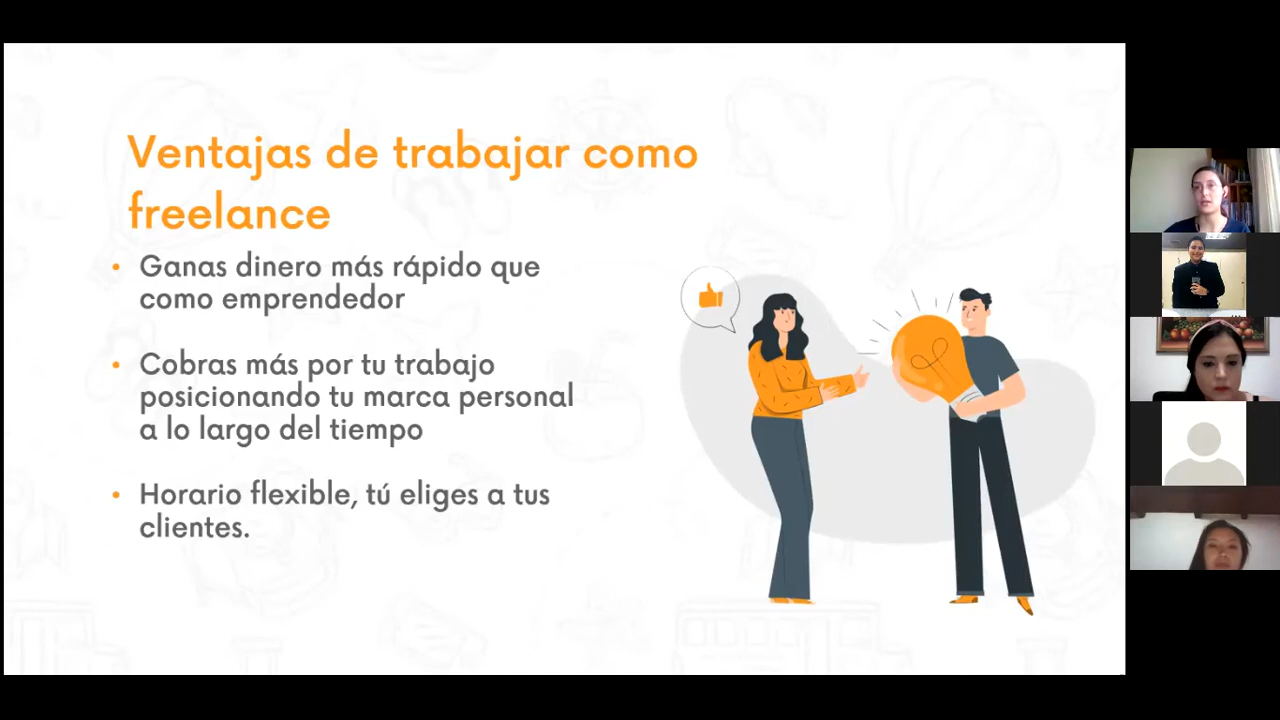 Ventajas de trabajar como
freelance
• Ganas dinero más rápido que
como emprendedor
• Cobras más por tu trabajo
posicionando tu marca personal
a lo largo del tiempo
• Horario flexible, tú eliges a tus
clientes.